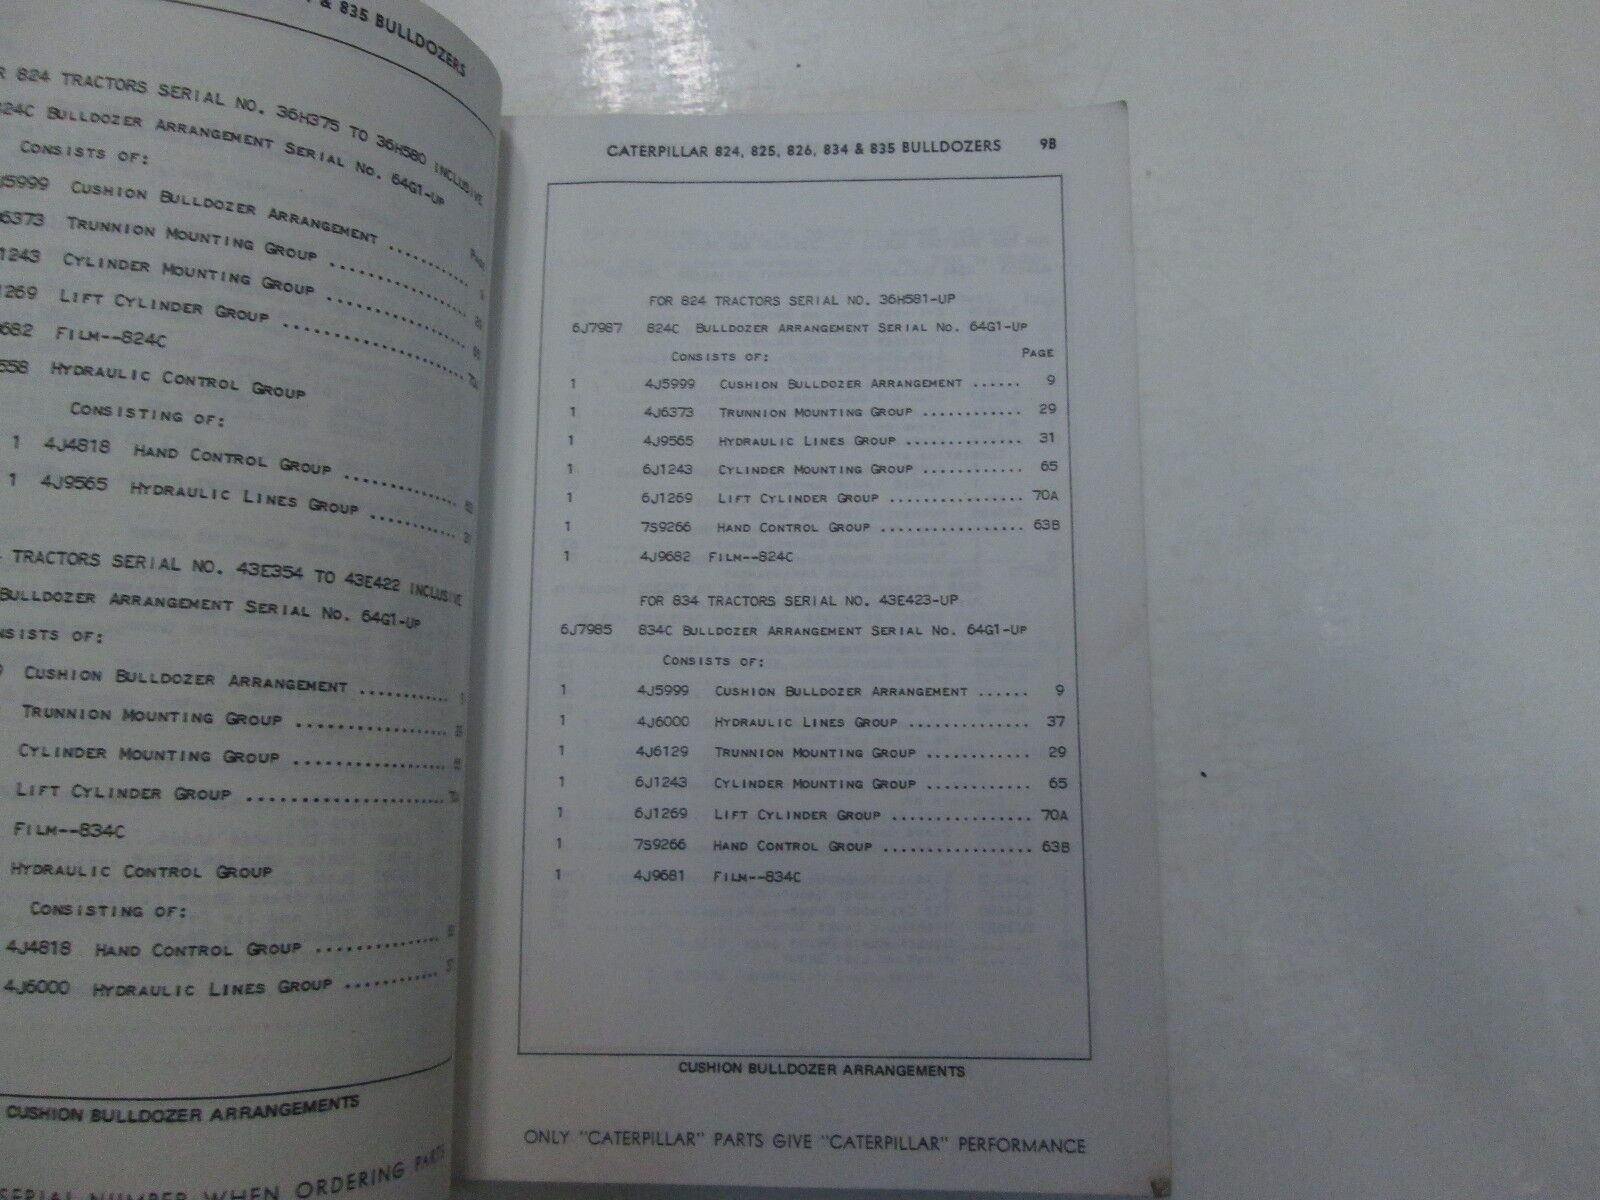 & 835 BULLDOZERS
824 TRACTORS SERIAL NO. 36H375 TO 36H580 INCLUSIVE
24C BULLDOZER ARRANGEMENT SERIAL NO. 64G1-UP
CONSISTS OF:
PAGE
J5999 CUSHION BULLDOZER ARRANGEMENT ..........
6373 TRUNNION MOUNTING GROUP ................
1243 CYLINDER MOUNTING GROUP ................
1269 LIFT CYLINDER GROUP ....................
682 FILM--824C
558 HYDRAULIC CONTROL GROUP
CONSISTING OF:
1 4J4818 HAND CONTROL GROUP ..............
1 4J9565 HYDRAULIC LINES GROUP ...........
TRACTORS SERIAL NO. 43E354 TO 43E422 INCLUSIVE
BULLDOZER ARRANGEMENT SERIAL NO. 64G1-UP
NSISTS OF:
CUSHION BULLDOZER ARRANGEMENT ...........
TRUNNION MOUNTING GROUP ..................
CYLINDER MOUNTING GROUP ..................
LIFT CYLINDER GROUP ......................
FILM--834C
HYDRAULIC CONTROL GROUP
CONSISTING OF:
4J4818 HAND CONTROL GROUP ..............
4J6000 HYDRAULIC LINES GROUP ...........
CUSHION BULLDOZER ARRANGEMENTS
SERIAL NUMBER WHEN ORDERING PARTS
CATERPILLAR 824, 825, 826, 834 & 835 BULLDOZERS 9B
FOR 824 TRACTORS SERIAL NO. 36H581-UP
6J7987 824C BULLDOZER ARRANGEMENT SERIAL NO. 64G1-UP
CONSISTS OF: PAGE
1 4J5999 CUSHION BULLDOZER ARRANGEMENT ...... 9
1 4J6373 TRUNNION MOUNTING GROUP ............ 29
1 4J9565 HYDRAULIC LINES GROUP .............. 31
1 6J1243 CYLINDER MOUNTING GROUP ............ 65
1 6J1269 LIFT CYLINDER GROUP ................ 70A
1 7S9266 HAND CONTROL GROUP ................. 63B
1 4J9682 FILM--824C
FOR 834 TRACTORS SERIAL NO. 43E423-UP
6J7985 834C BULLDOZER ARRANGEMENT SERIAL NO. 64G1-UP
CONSISTS OF:
1 4J5999 CUSHION BULLDOZER ARRANGEMENT ...... 9
1 4J6000 HYDRAULIC LINES GROUP .............. 37
1 4J6129 TRUNNION MOUNTING GROUP ............ 29
1 6J1243 CYLINDER MOUNTING GROUP ............ 65
1 6J1269 LIFT CYLINDER GROUP ................ 70A
1 7S9266 HAND CONTROL GROUP ................. 63B
1 4J9681 FILM--834C
CUSHION BULLDOZER ARRANGEMENTS
ONLY "CATERPILLAR" PARTS GIVE "CATERPILLAR" PERFORMANCE